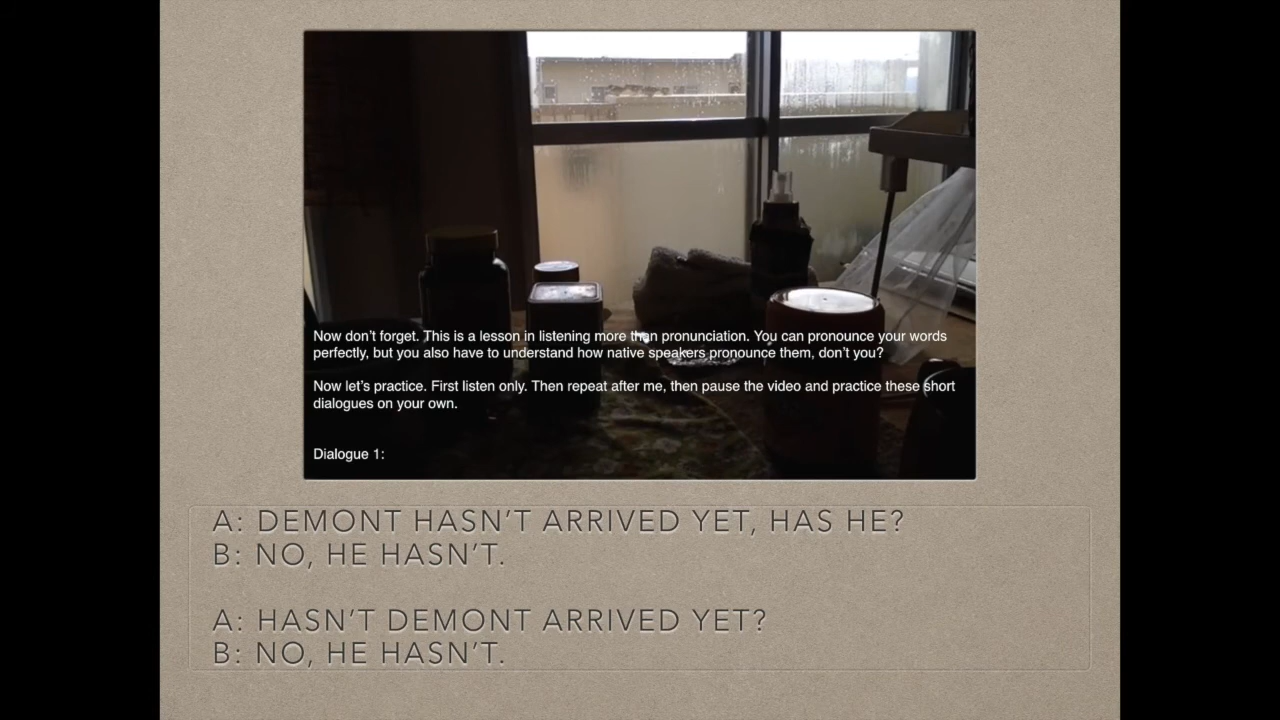 Now don't forget. This is a lesson in listening more than pronunciation. You can pronounce your words
perfectly, but you also have to understand how native speakers pronounce them, don't you?
Now let's practice. First listen only. Then repeat after me, then pause the video and practice these short
dialogues on your own.
Dialogue 1:
A: DEMONT HASN'T ARRIVED YET, HAS HE?
B: NO, HE HASN'T.
A: HASN'T DEMONT ARRIVED YET?
B: NO, HE HASN'T.